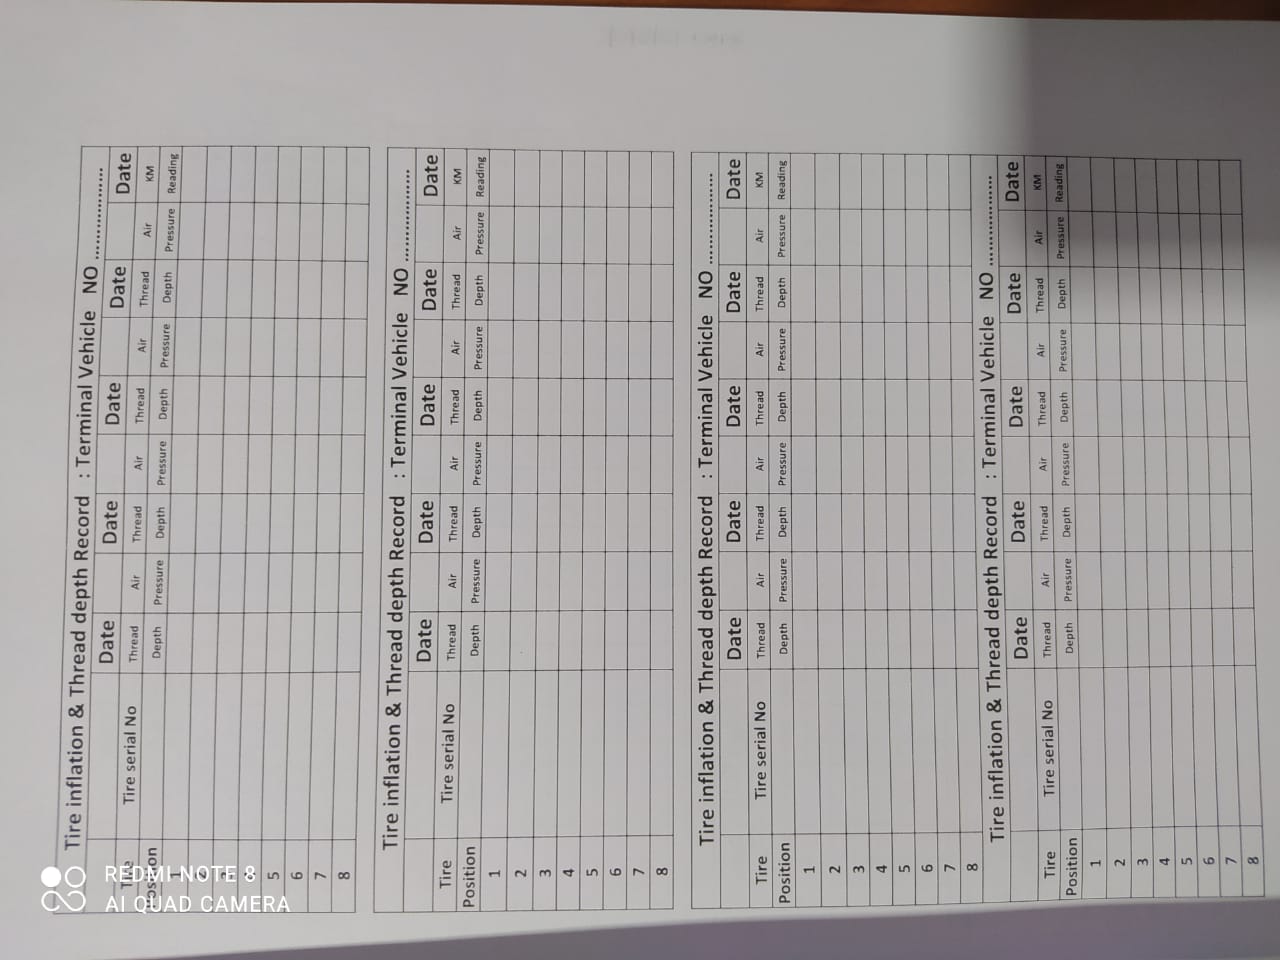 Tire inflation & Thread depth Record : Terminal Vehicle NO ..................
Date Date Date Date Date
Tire Tire serial No Thread Air Thread Air Thread Air Thread Air KM
Position Depth Pressure Depth Pressure Depth Pressure Depth Pressure Reading
1
2
3
4
5
6
7
8
Tire inflation & Thread depth Record : Terminal Vehicle NO ..................
Date Date Date Date Date
Tire Tire serial No Thread Air Thread Air Thread Air Thread Air KM
Position Depth Pressure Depth Pressure Depth Pressure Depth Pressure Reading
1
2
3
4
5
6
7
8
Tire inflation & Thread depth Record : Terminal Vehicle NO ..................
Date Date Date Date Date
Tire Tire serial No Thread Air Thread Air Thread Air Thread Air KM
Position Depth Pressure Depth Pressure Depth Pressure Depth Pressure Reading
1
2
3
4
5
6
7
8
Tire inflation & Thread depth Record : Terminal Vehicle NO ..................
Date Date Date Date Date
Tire Tire serial No Thread Air Thread Air Thread Air Thread Air KM
Position Depth Pressure Depth Pressure Depth Pressure Depth Pressure Reading
1
2
3
4
5
6
7
8
REDMI NOTE 8
AI QUAD CAMERA